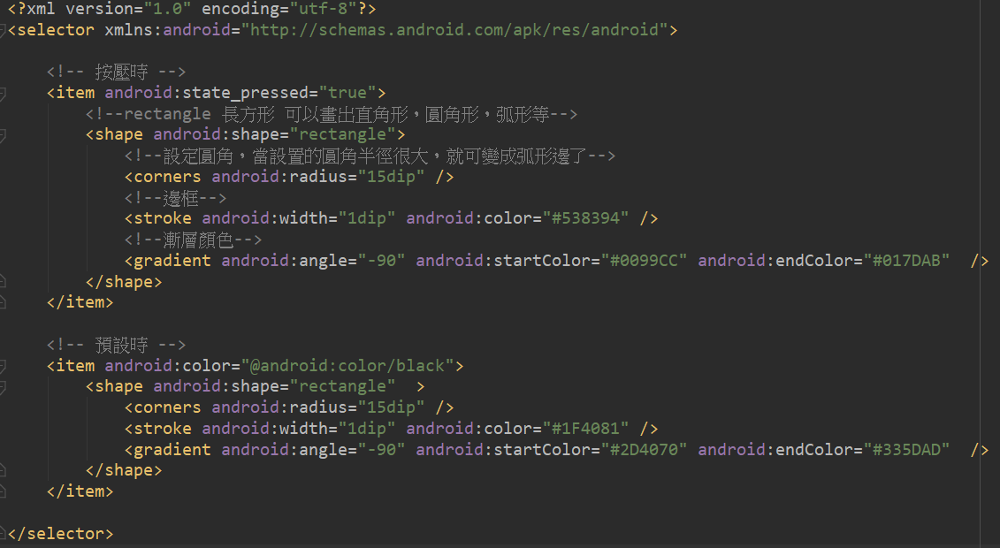 <?xml version="1.0" encoding="utf-8"?>
<selector xmlns:android="http://schemas.android.com/apk/res/android">
<!-- 按壓時 -->
<item android:state_pressed="true">
<!--rectangle 長方形 可以畫出直角形，圓角形，弧形等-->
<shape android:shape="rectangle">
<!--設定圓角，當設置的圓角半徑很大，就可變成弧形邊了-->
<corners android:radius="15dip" />
<!--邊框-->
<stroke android:width="1dip" android:color="#538394" />
<!--漸層顏色-->
<gradient android:angle="-90" android:startColor="#0099CC" android:endColor="#017DAB"  />
</shape>
</item>
<!-- 預設時 -->
<item android:color="@android:color/black">
<shape android:shape="rectangle"  >
<corners android:radius="15dip" />
<stroke android:width="1dip" android:color="#1F4081" />
<gradient android:angle="-90" android:startColor="#2D4070" android:endColor="#335DAD"  />
</shape>
</item>
</selector>